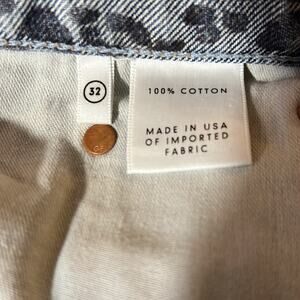 32
100% COTTON
MADE IN USA
OF IMPORTED
FABRIC